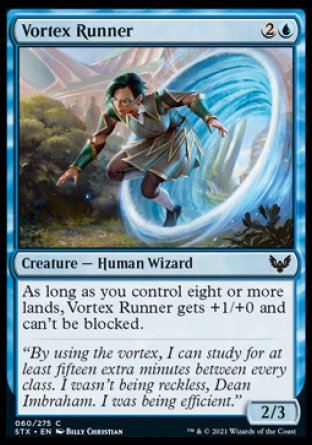 Vortex Runner 2
Creature — Human Wizard
As long as you control eight or more
lands, Vortex Runner gets +1/+0 and
can't be blocked.
"By using the vortex, I can study for at
least fifteen extra minutes between every
class. I wasn't being reckless, Dean
Imbraham. I was being efficient."
2/3
060/275 C
STX • EN BILLY CHRISTIAN
™ & © 2021 Wizards of the Coast